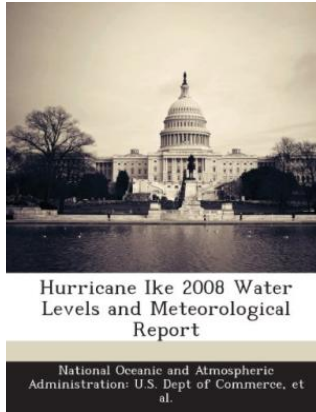 Hurricane Ike 2008 Water
Levels and Meteorological
Report
National Oceanic and Atmospheric
Administration: U.S. Dept of Commerce, et
al.